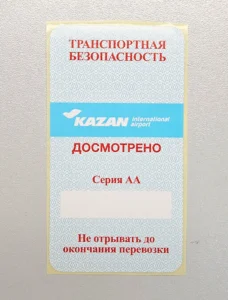 ТРАНСПОРТНАЯ
БЕЗОПАСНОСТЬ
KAZAN international
airport
ДОСМОТРЕНО
Серия АА
Не отрывать до
окончания перевозки